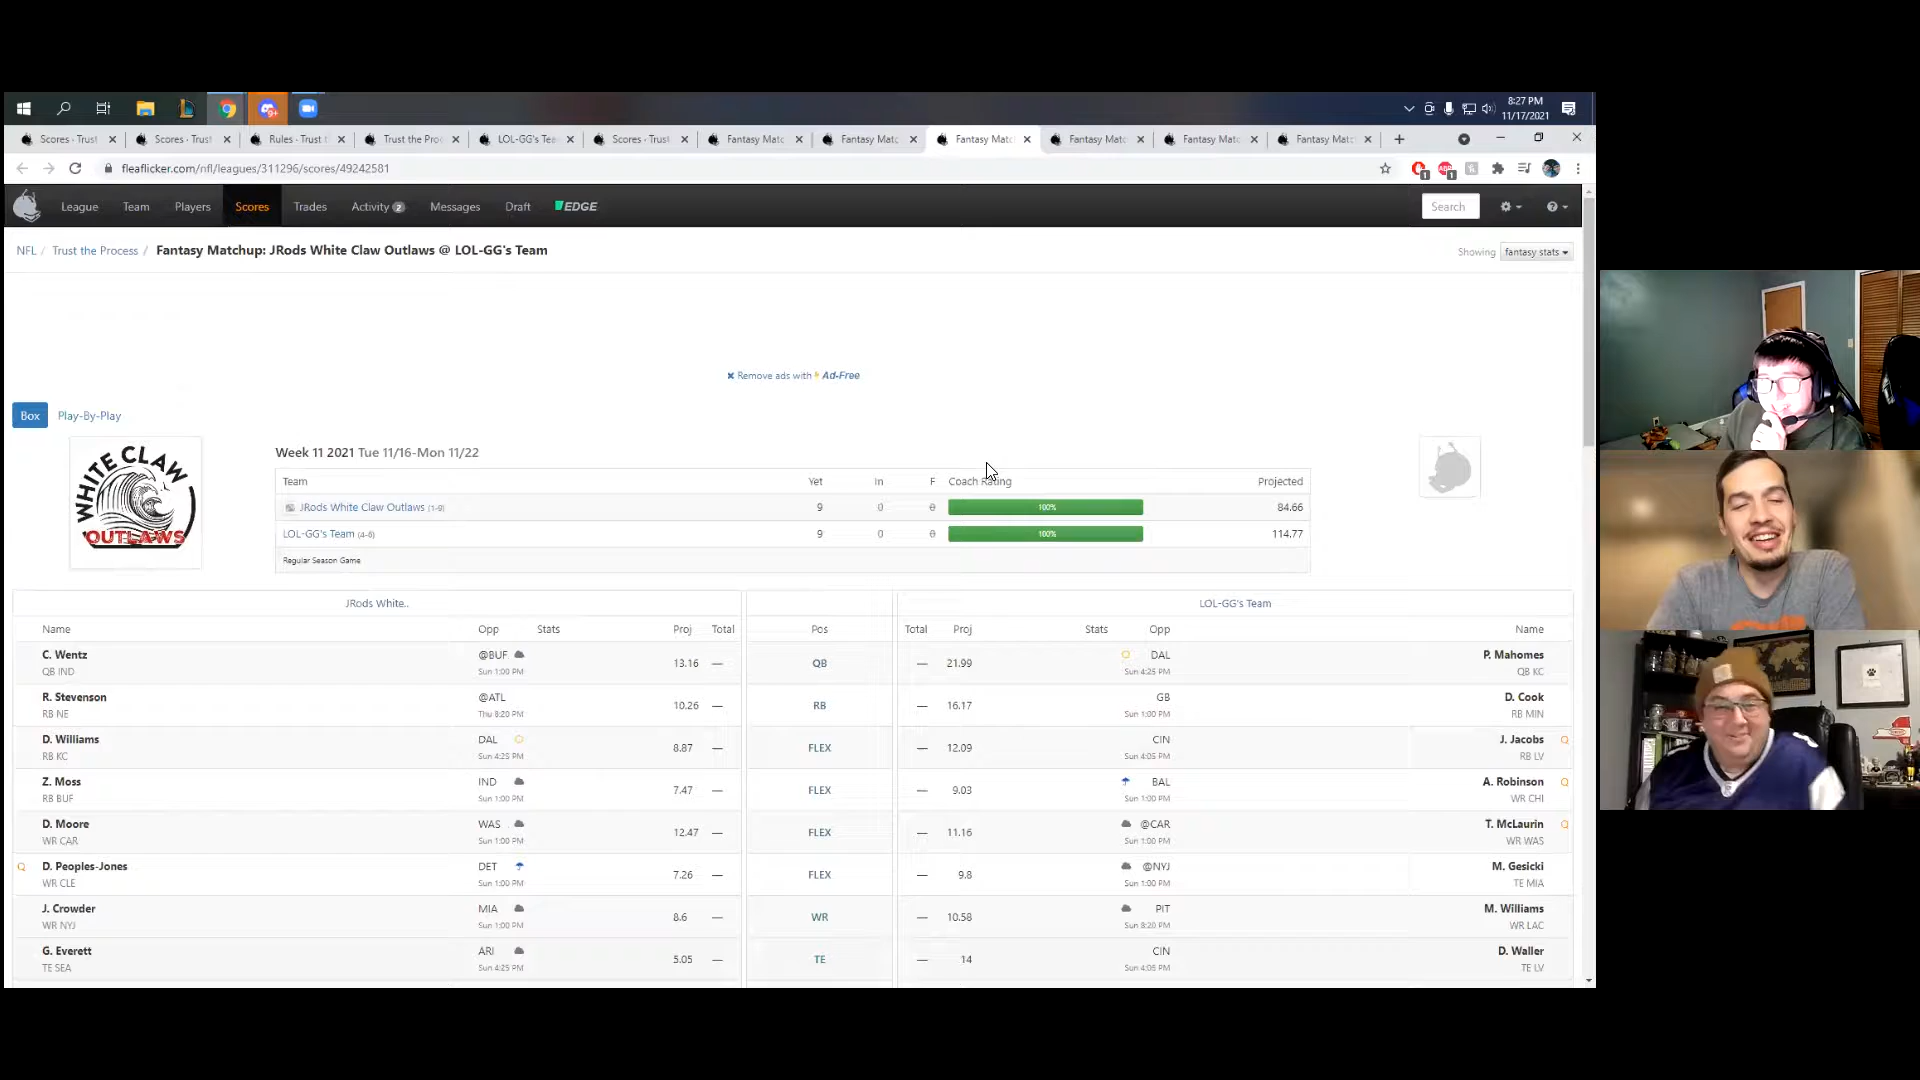 8:27 PM
11/17/2021
Scores - Trust
Scores - Trust
Rules - Trust t
Trust the Proc
LOL-GG's Tea
Scores - Trust
Fantasy Matc
Fantasy Matc
Fantasy Matc
Fantasy Matc
Fantasy Matc
Fantasy Matc
fleaflicker.com/nfl/leagues/311296/scores/49242581
League Team Players Scores Trades Activity 2 Messages Draft EDGE Search
NFL / Trust the Process / Fantasy Matchup: JRods White Claw Outlaws @ LOL-GG's Team
Showing fantasy stats
Remove ads with Ad-Free
Box Play-By-Play
WHITE CLAW
OUTLAWS
Week 11 2021 Tue 11/16-Mon 11/22
Team Yet In F Coach Rating Projected
JRods White Claw Outlaws (1-9) 9 0 0 100% 84.66
LOL-GG's Team (4-6) 9 0 0 100% 114.77
Regular Season Game
JRods White.. LOL-GG's Team
Name Opp Stats Proj Total Pos Total Proj Stats Opp Name
C. Wentz @BUF 13.16 — QB — 21.99 DAL P. Mahomes
QB IND Sun 1:00 PM Sun 4:25 PM QB KC
R. Stevenson @ATL 10.26 — RB — 16.17 GB D. Cook
RB NE Thu 8:20 PM Sun 1:00 PM RB MIN
D. Williams DAL 8.87 — FLEX — 12.09 CIN J. Jacobs Q
RB KC Sun 4:25 PM Sun 4:05 PM RB LV
Z. Moss IND 7.47 — FLEX — 9.03 BAL A. Robinson Q
RB BUF Sun 1:00 PM Sun 1:00 PM WR CHI
D. Moore WAS 12.47 — FLEX — 11.16 @CAR T. McLaurin Q
WR CAR Sun 1:00 PM Sun 1:00 PM WR WAS
Q D. Peoples-Jones DET 7.26 — FLEX — 9.8 @NYJ M. Gesicki
WR CLE Sun 1:00 PM Sun 1:00 PM TE MIA
J. Crowder MIA 8.6 — WR — 10.58 PIT M. Williams
WR NYJ Sun 1:00 PM Sun 8:20 PM WR LAC
G. Everett ARI 5.05 — TE — 14 CIN D. Waller
TE SEA Sun 4:25 PM Sun 4:05 PM TE LV